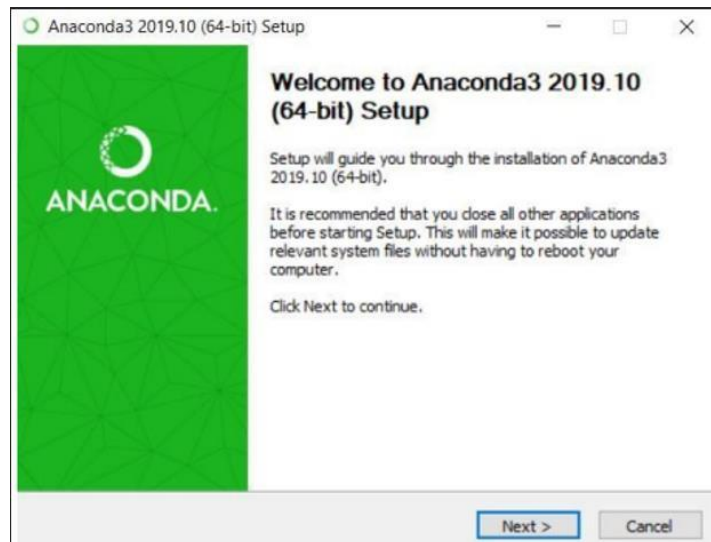 Anaconda3 2019.10 (64-bit) Setup
Welcome to Anaconda3 2019.10
(64-bit) Setup
Setup will guide you through the installation of Anaconda3
2019.10 (64-bit).
It is recommended that you close all other applications
before starting Setup. This will make it possible to update
relevant system files without having to reboot your
computer.
Click Next to continue.
ANACONDA.
Next >
Cancel